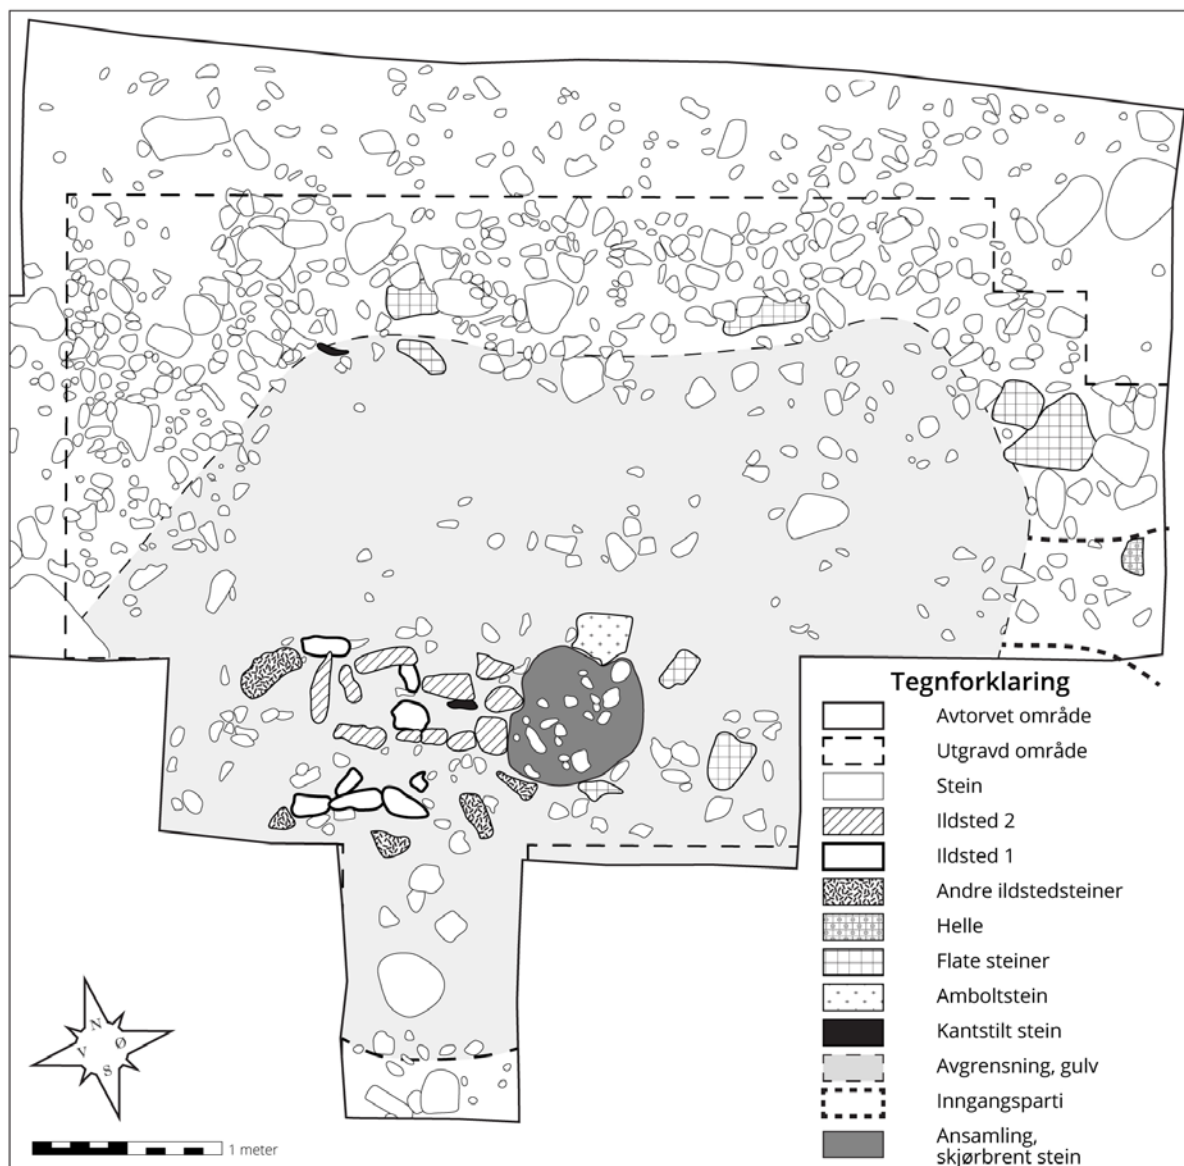 Tegnforklaring
Avtorvet område
Utgravd område
Stein
Ildsted 2
Ildsted 1
Andre ildstedsteiner
Helle
Flate steiner
Amboltstein
Kantstilt stein
Avgrensning, gulv
Inngangsparti
Ansamling,
skjørbrent stein
N
V Ø
S
1 meter